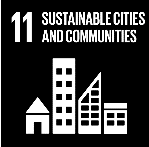 11 SUSTAINABLE CITIES
AND COMMUNITIES